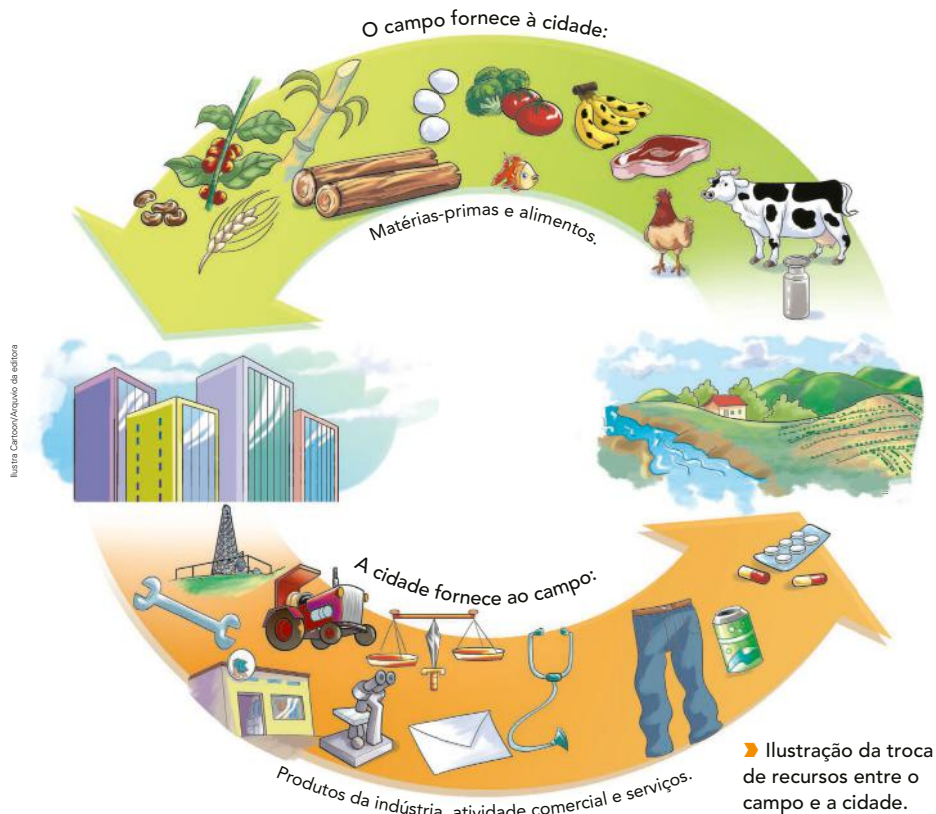 O campo fornece à cidade:
Matérias-primas e alimentos.
Ilustra Cartoon/Arquivo da editora
A cidade fornece ao campo:
Produtos da indústria, atividade comercial e serviços.
Ilustração da troca
de recursos entre o
campo e a cidade.